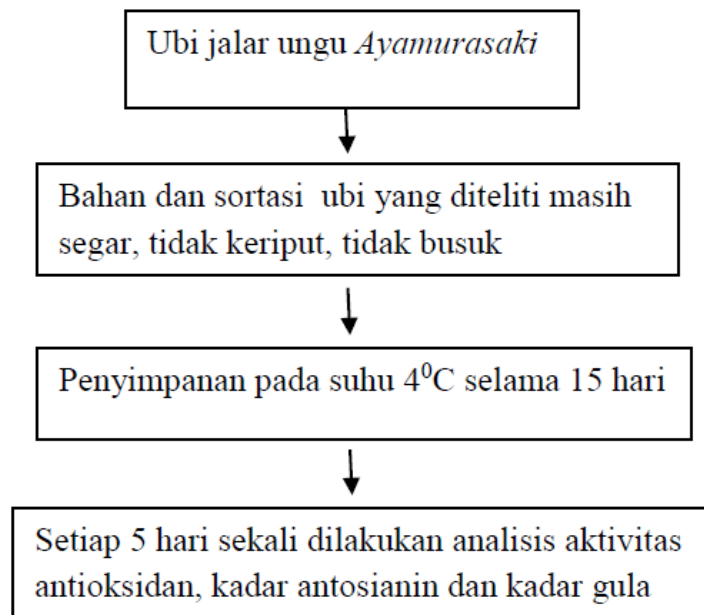 Ubi jalar ungu Ayamurasaki
Bahan dan sortasi ubi yang diteliti masih
segar, tidak keriput, tidak busuk
Penyimpanan pada suhu 4⁰C selama 15 hari
Setiap 5 hari sekali dilakukan analisis aktivitas
antioksidan, kadar antosianin dan kadar gula